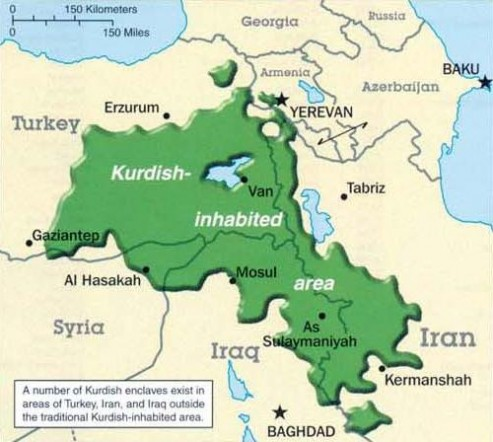 0 150 Kilometers
0 150 Miles
Georgia
Russia
Armenia
BAKU
Azerbaijan
Erzurum
YEREVAN
Turkey
Kurdish-
Van
Tabriz
inhabited
Gaziantep
Al Hasakah
Mosul
area
Syria
As
Sulaymaniyah
Iran
Iraq
Kermanshah
A number of Kurdish enclaves exist in
areas of Turkey, Iran, and Iraq outside
the traditional Kurdish-inhabited area.
BAGHDAD